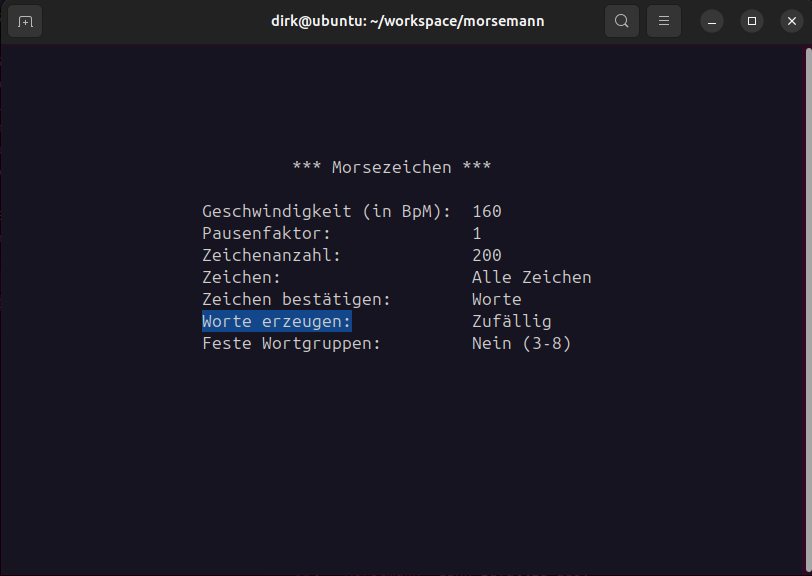 dirk@ubuntu: ~/workspace/morsemann
*** Morsezeichen ***
Geschwindigkeit (in BpM): 160
Pausenfaktor: 1
Zeichenanzahl: 200
Zeichen: Alle Zeichen
Zeichen bestätigen: Worte
Worte erzeugen: Zufällig
Feste Wortgruppen: Nein (3-8)